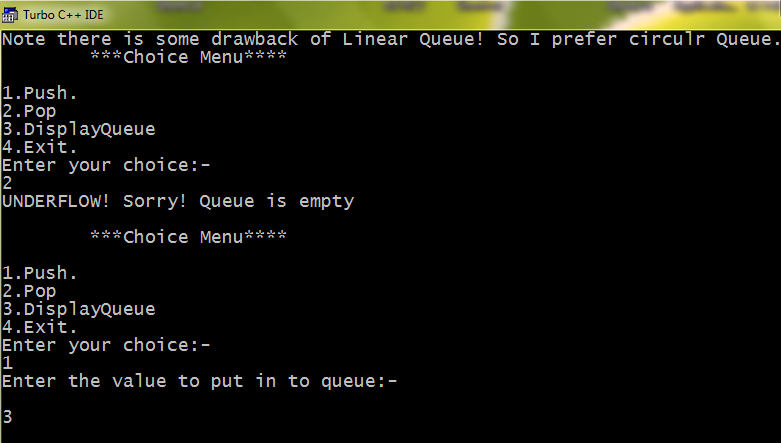 Turbo C++ IDE
Note there is some drawback of Linear Queue! So I prefer circulr Queue.
***Choice Menu****
1.Push.
2.Pop
3.DisplayQueue
4.Exit.
Enter your choice:-
2
UNDERFLOW! Sorry! Queue is empty
***Choice Menu****
1.Push.
2.Pop
3.DisplayQueue
4.Exit.
Enter your choice:-
1
Enter the value to put in to queue:-
3